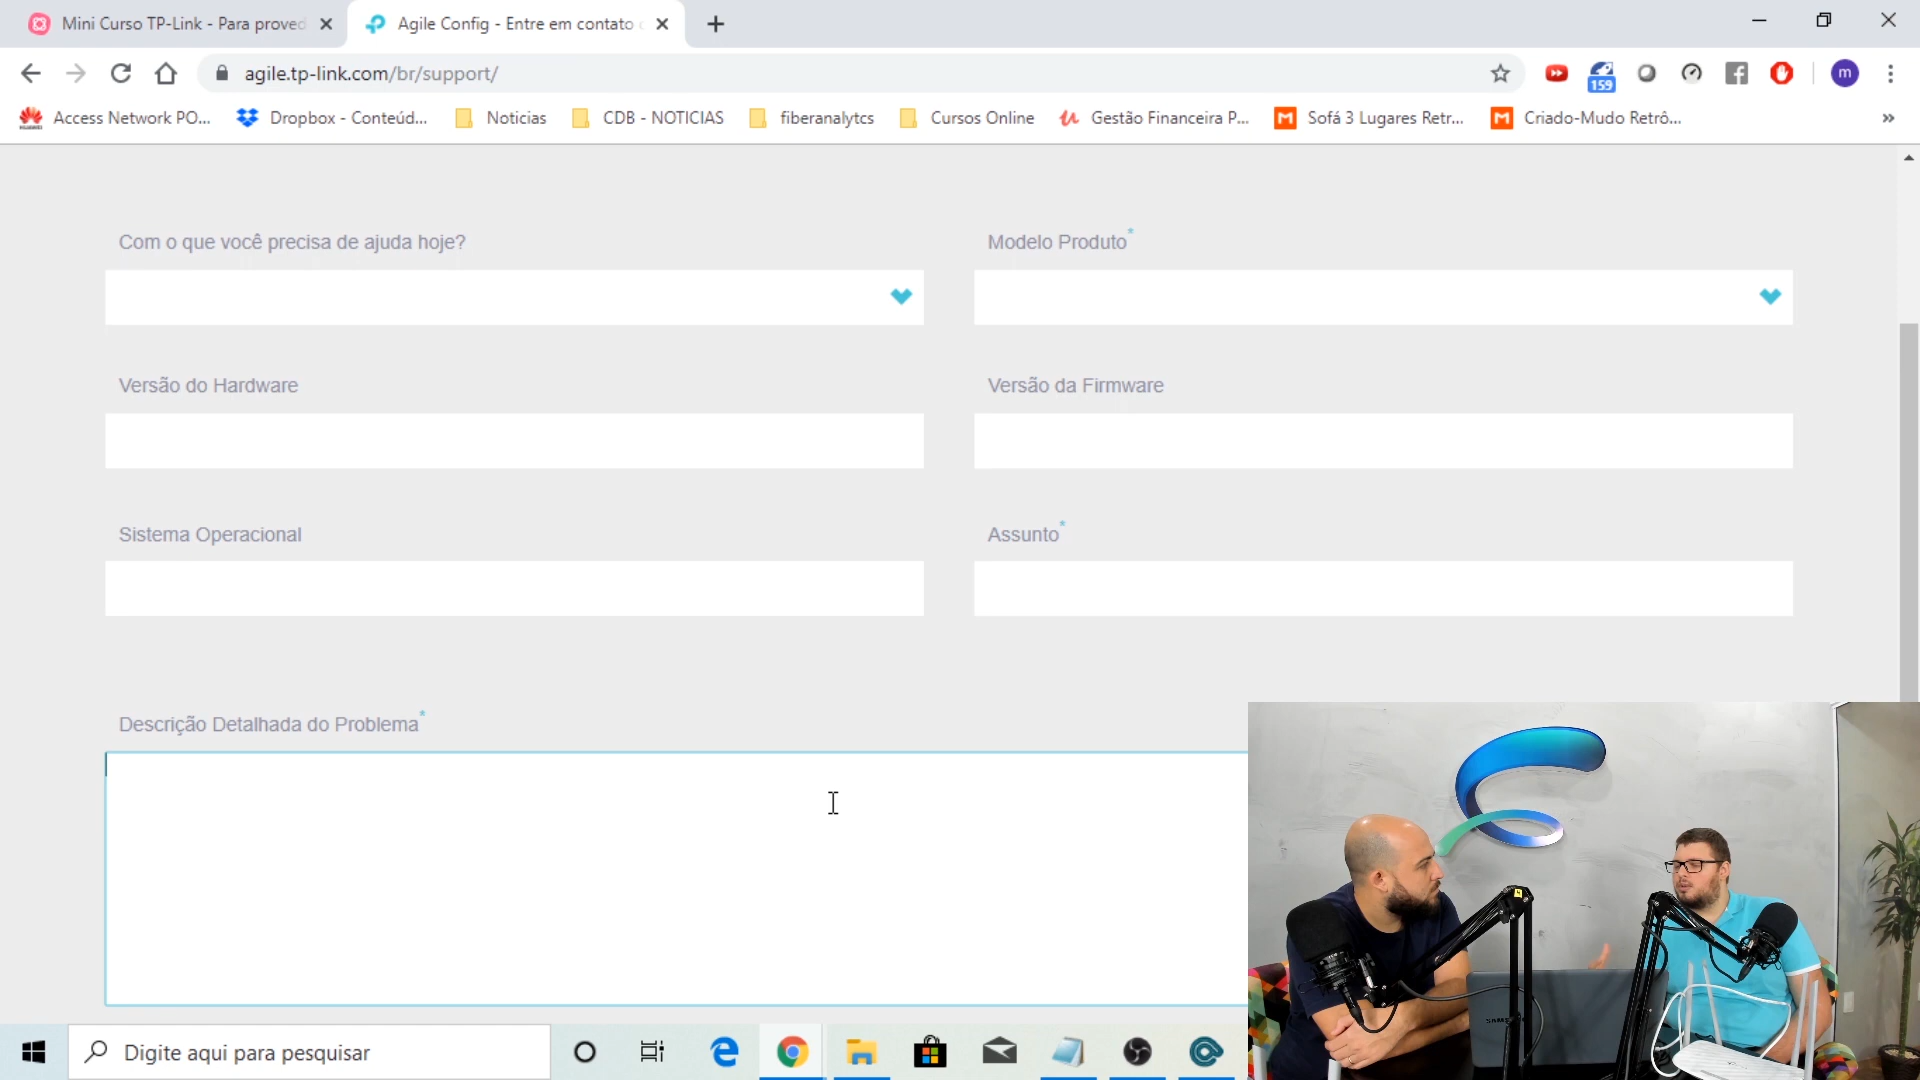 Mini Curso TP-Link - Para proved
Agile Config - Entre em contato
agile.tp-link.com/br/support/
159
m
Access Network PO...
Dropbox - Conteúd...
Noticias
CDB - NOTICIAS
fiberanalytcs
Cursos Online
Gestão Financeira P...
Sofá 3 Lugares Retr...
Criado-Mudo Retrô...
»
Com o que você precisa de ajuda hoje?
Modelo Produto*
Versão do Hardware
Versão da Firmware
Sistema Operacional
Assunto*
Descrição Detalhada do Problema*
Digite aqui para pesquisar